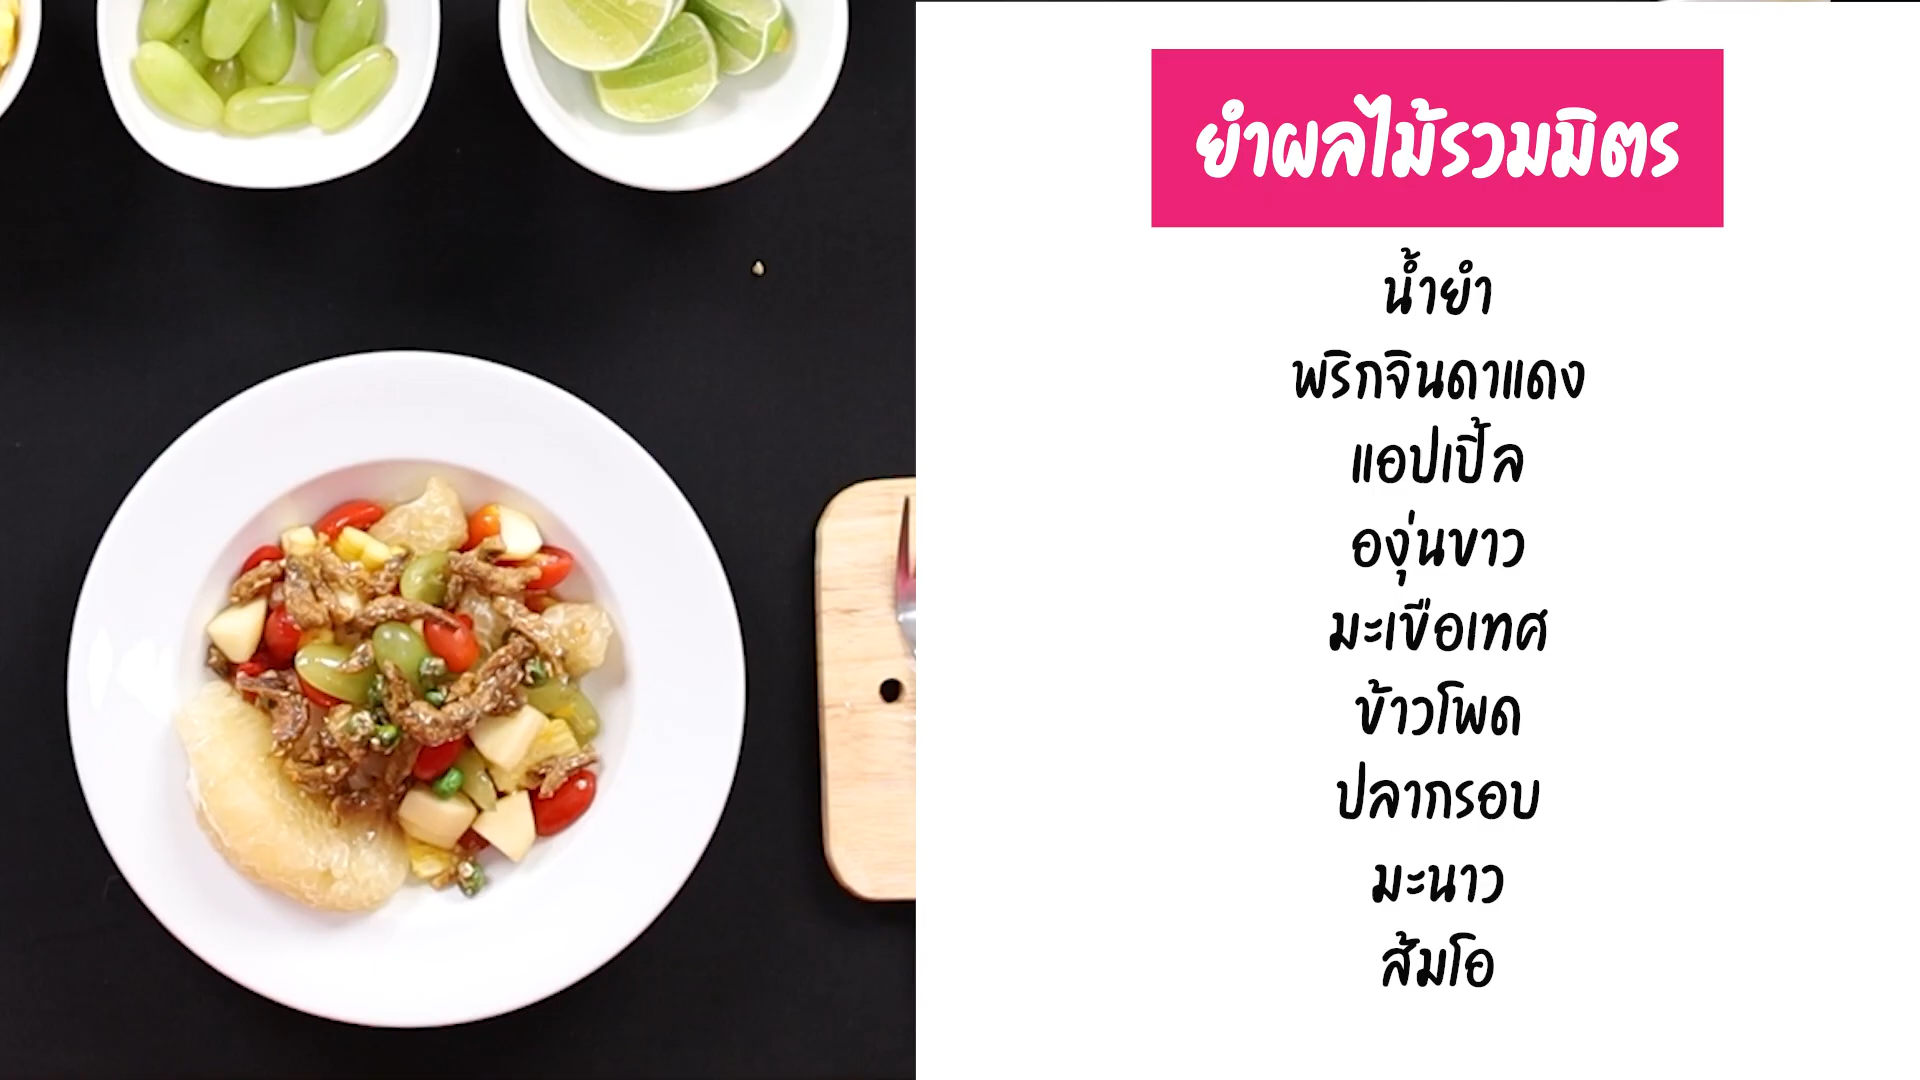 ยำผลไม้รวมมิตร
น้ำยำ
พริกจินดาแดง
แอปเปิ้ล
องุ่นขาว
มะเขือเทศ
ข้าวโพด
ปลากรอบ
มะนาว
ส้มโอ